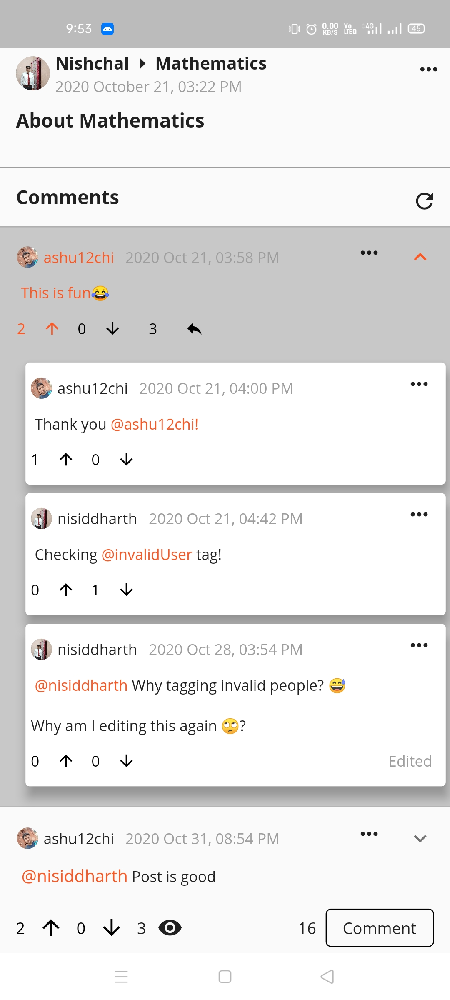 9:53 0.00 KB/S Vo LTED 4G 45
Nishchal Mathematics
2020 October 21, 03:22 PM
About Mathematics
Comments
ashu12chi 2020 Oct 21, 03:58 PM
This is fun😂
2 0 3
ashu12chi 2020 Oct 21, 04:00 PM
Thank you @ashu12chi!
1 0
nisiddharth 2020 Oct 21, 04:42 PM
Checking @invalidUser tag!
0 1
nisiddharth 2020 Oct 28, 03:54 PM
@nisiddharth Why tagging invalid people? 😅
Why am I editing this again 🙄?
0 0 Edited
ashu12chi 2020 Oct 31, 08:54 PM
@nisiddharth Post is good
2 0 3 16 Comment